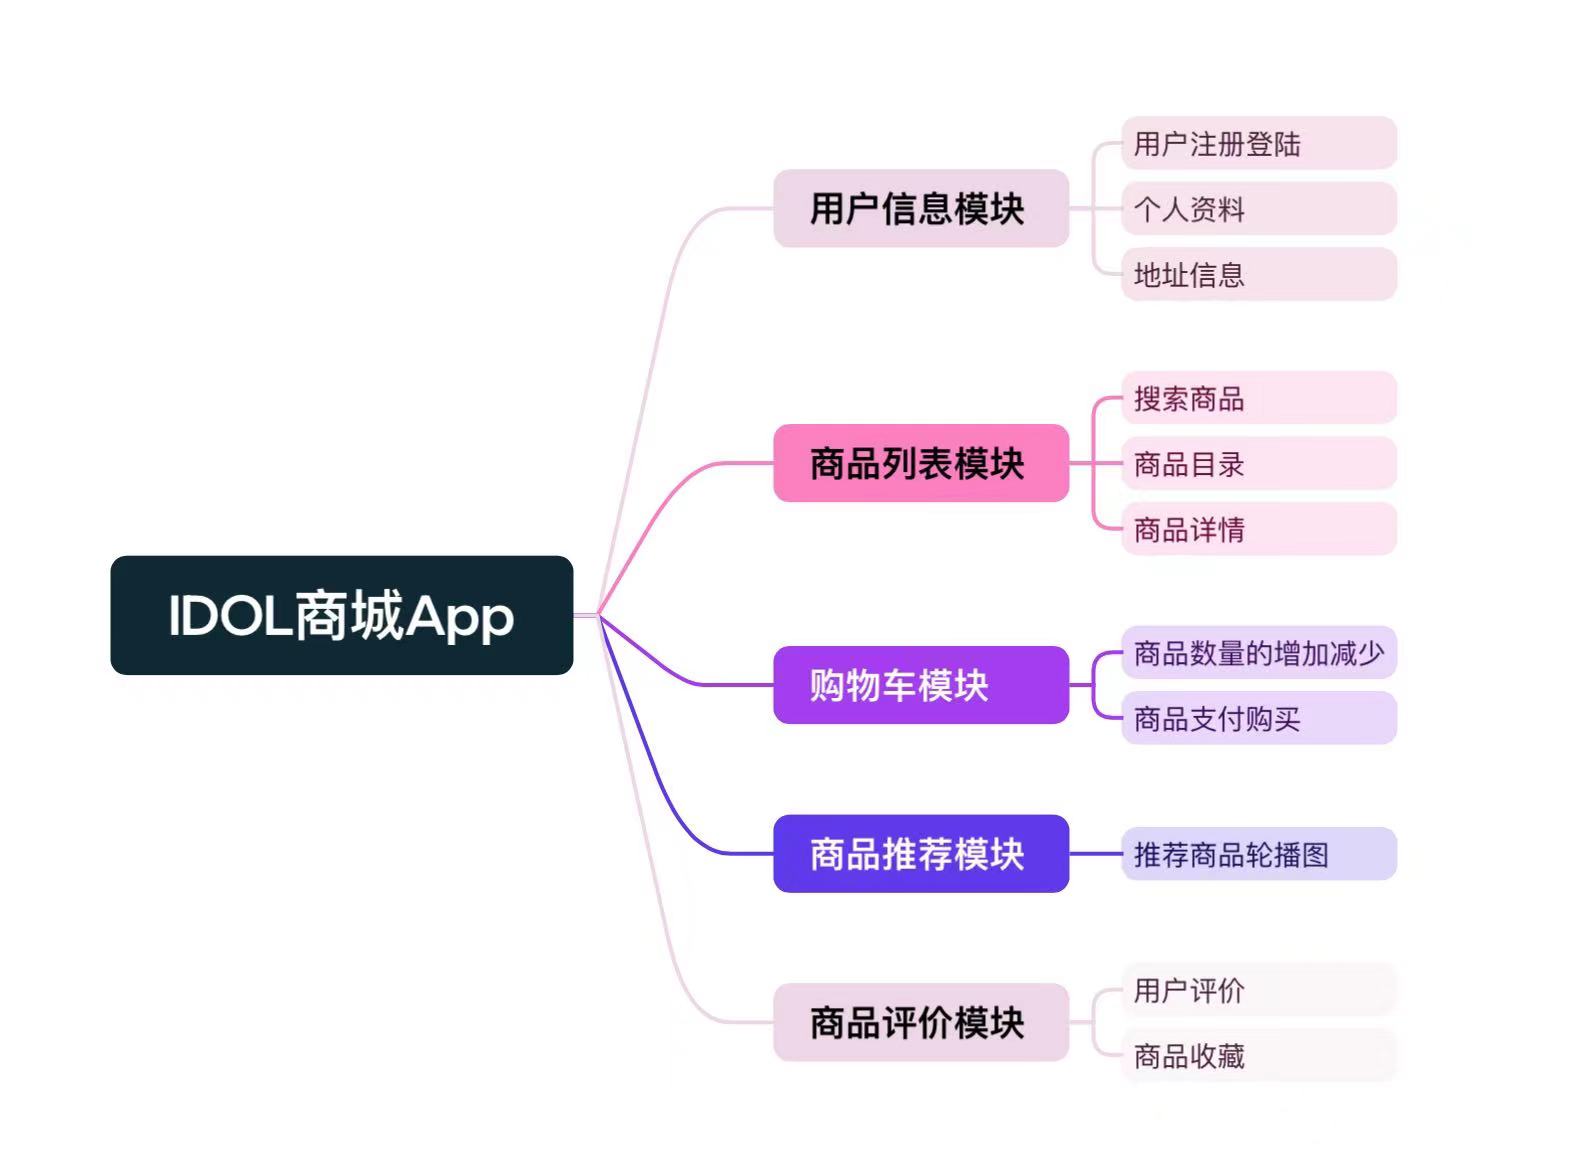 IDOL商城App
用户信息模块
用户注册登陆
个人资料
地址信息
商品列表模块
搜索商品
商品目录
商品详情
购物车模块
商品数量的增加减少
商品支付购买
商品推荐模块
推荐商品轮播图
商品评价模块
用户评价
商品收藏